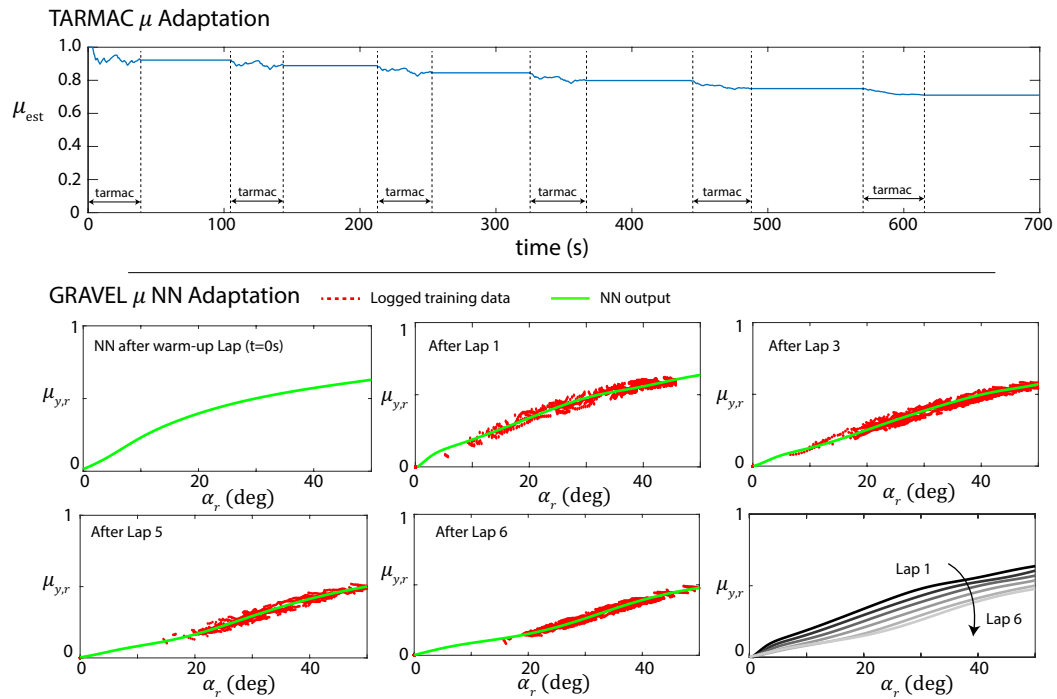 TARMAC μ Adaptation
1.0
0.8
0.6
0.4
0.2
0
μest
tarmac
tarmac
tarmac
tarmac
tarmac
tarmac
0 100 200 300 400 500 600 700
time (s)
GRAVEL μ NN Adaptation
Logged training data
NN output
NN after warm-up Lap (t=0s)
1
μy,r
0
0 20 40
αr (deg)
After Lap 1
1
μy,r
0
0 20 40
αr (deg)
After Lap 3
1
μy,r
0
0 20 40
αr (deg)
After Lap 5
1
μy,r
0
0 20 40
αr (deg)
After Lap 6
1
μy,r
0
0 20 40
αr (deg)
1
μy,r
0
Lap 1
Lap 6
0 20 40
αr (deg)